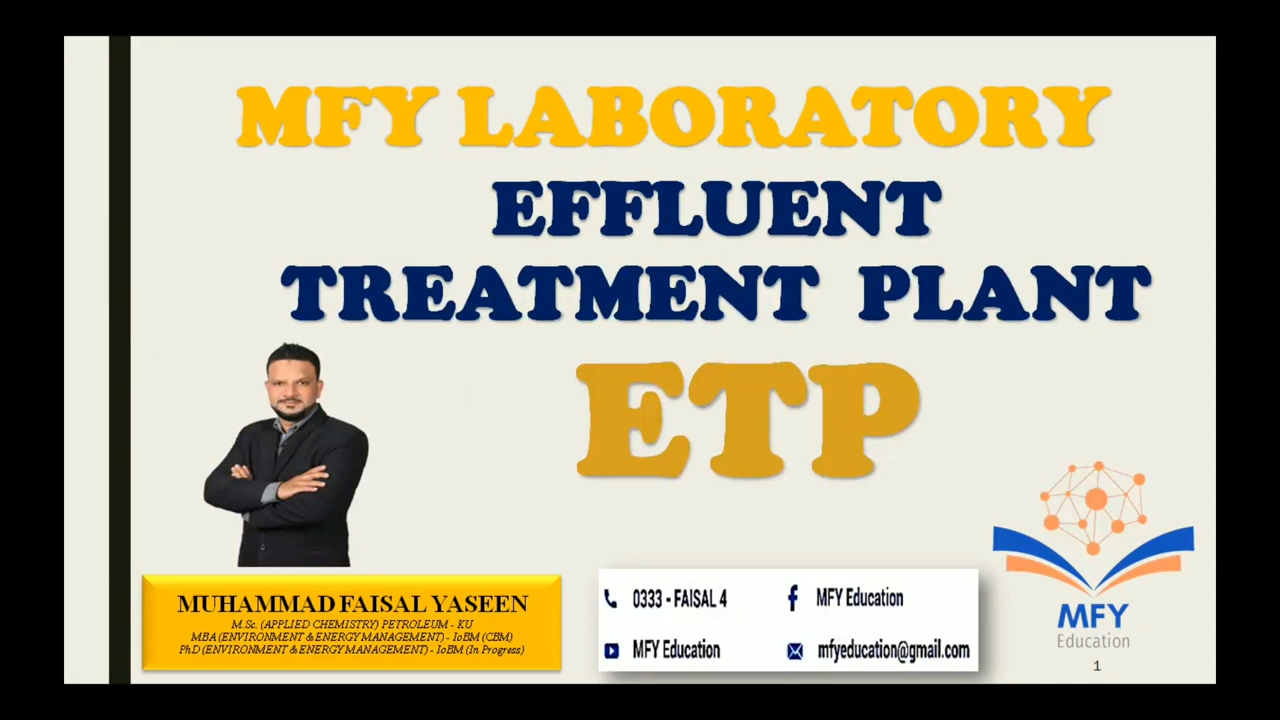 MFY LABORATORY
EFFLUENT
TREATMENT PLANT
ETP
MUHAMMAD FAISAL YASEEN
M.Sc. (APPLIED CHEMISTRY) PETROLEUM - KU
MBA (ENVIRONMENT & ENERGY MANAGEMENT) - IoBM (CBM)
PhD (ENVIRONMENT & ENERGY MANAGEMENT) - IoBM (In Progress)
0333 - FAISAL 4
MFY Education
MFY Education
mfyeducation@gmail.com
MFY
Education
1